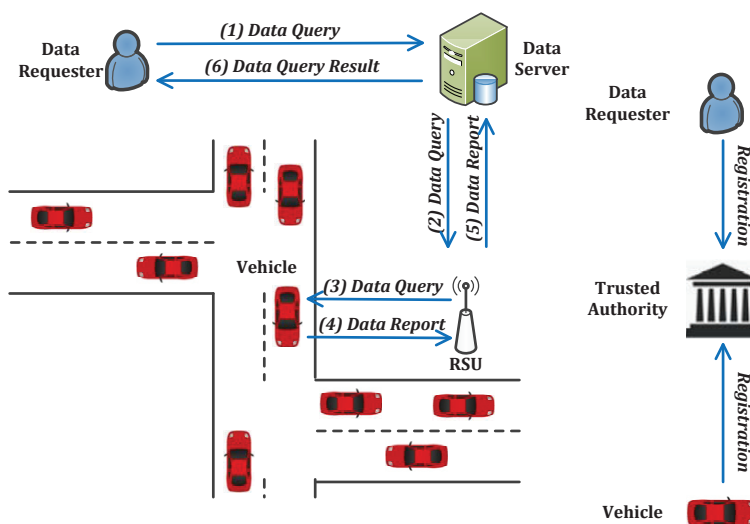 (1) Data Query
Data
Requester
(6) Data Query Result
Data
Server
Data
Requester
(2) Data Query
(5) Data Report
Registration
Vehicle
(3) Data Query
(4) Data Report
RSU
Trusted
Authority
Registration
Vehicle